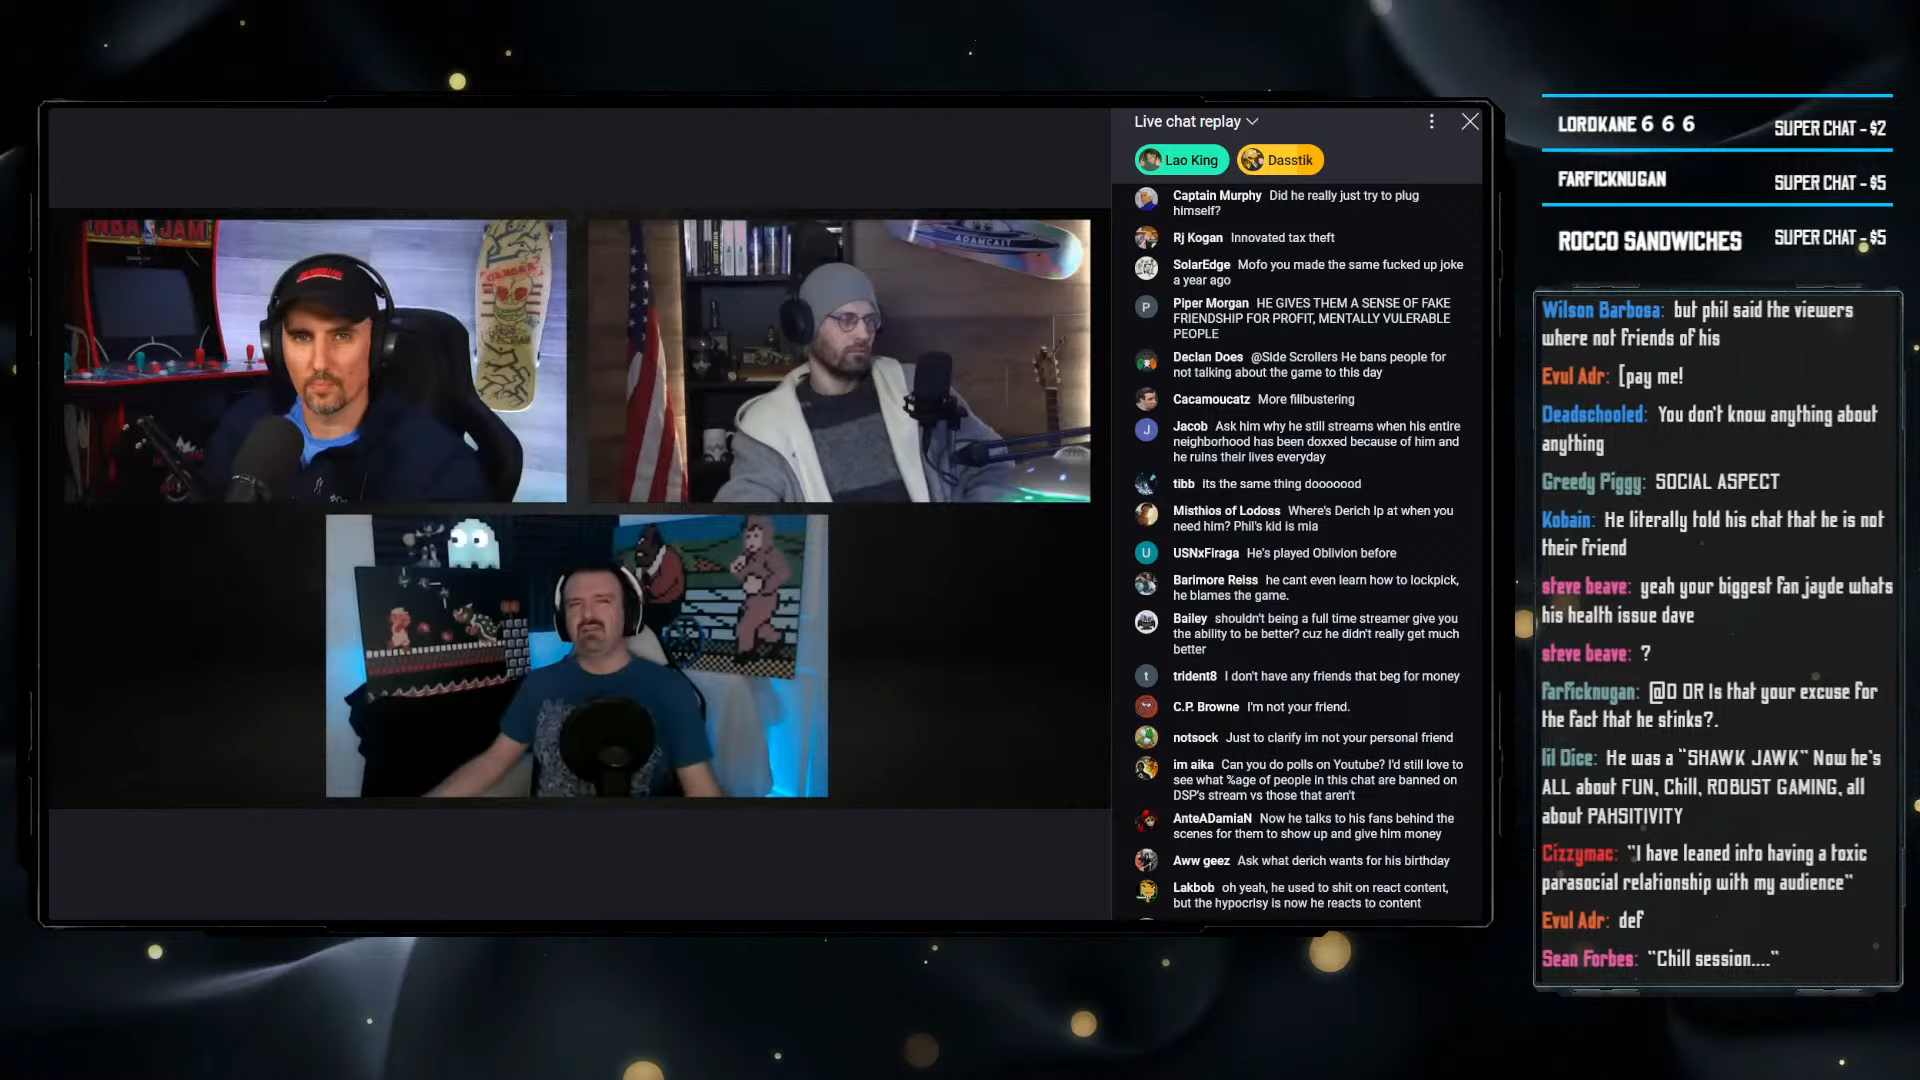 NBA JAM
ADAMCAST
Live chat replay
Lao King
Dasstik
Captain Murphy Did he really just try to plug
himself?
Rj Kogan Innovated tax theft
SolarEdge Mofo you made the same fucked up joke
a year ago
P
Piper Morgan HE GIVES THEM A SENSE OF FAKE
FRIENDSHIP FOR PROFIT, MENTALLY VULERABLE
PEOPLE
Declan Does @Side Scrollers He bans people for
not talking about the game to this day
Cacamoucatz More filibustering
J
Jacob Ask him why he still streams when his entire
neighborhood has been doxxed because of him and
he ruins their lives everyday
tibb its the same thing dooooood
Misthios of Lodoss Where's Derich Ip at when you
need him? Phil's kid is mia
U
USNxFiraga He's played Oblivion before
Barimore Reiss he cant even learn how to lockpick,
he blames the game.
Bailey shouldn't being a full time streamer give you
the ability to be better? cuz he didn't really get much
better
t
trident8 I don't have any friends that beg for money
C.P. Browne I'm not your friend.
notsock Just to clarify im not your personal friend
im aika Can you do polls on Youtube? I'd still love to
see what %age of people in this chat are banned on
DSP's stream vs those that aren't
AnteADamiaN Now he talks to his fans behind the
scenes for them to show up and give him money
Aww geez Ask what derich wants for his birthday
Lakbob oh yeah, he used to shit on react content,
but the hypocrisy is now he reacts to content
LORDKANE 6 6 6 SUPER CHAT - $2
FARFICKNUGAN SUPER CHAT - $5
ROCCO SANDWICHES SUPER CHAT - $5
Wilson Barbosa: but phil said the viewers
where not friends of his
Evul Adr: [pay me!
Deadschooled: You don't know anything about
anything
Greedy Piggy: SOCIAL ASPECT
Kobain: He literally told his chat that he is not
their friend
steve beave: yeah your biggest fan jayde whats
his health issue dave
steve beave: ?
farficknugan: @D DR Is that your excuse for
the fact that he stinks?.
lil Dice: He was a "SHAWK JAWK" Now he's
ALL about FUN, Chill, ROBUST GAMING, all
about PAHSITIVITY
Cizzymac: "I have leaned into having a toxic
parasocial relationship with my audience"
Evul Adr: def
Sean Forbes: "Chill session...."